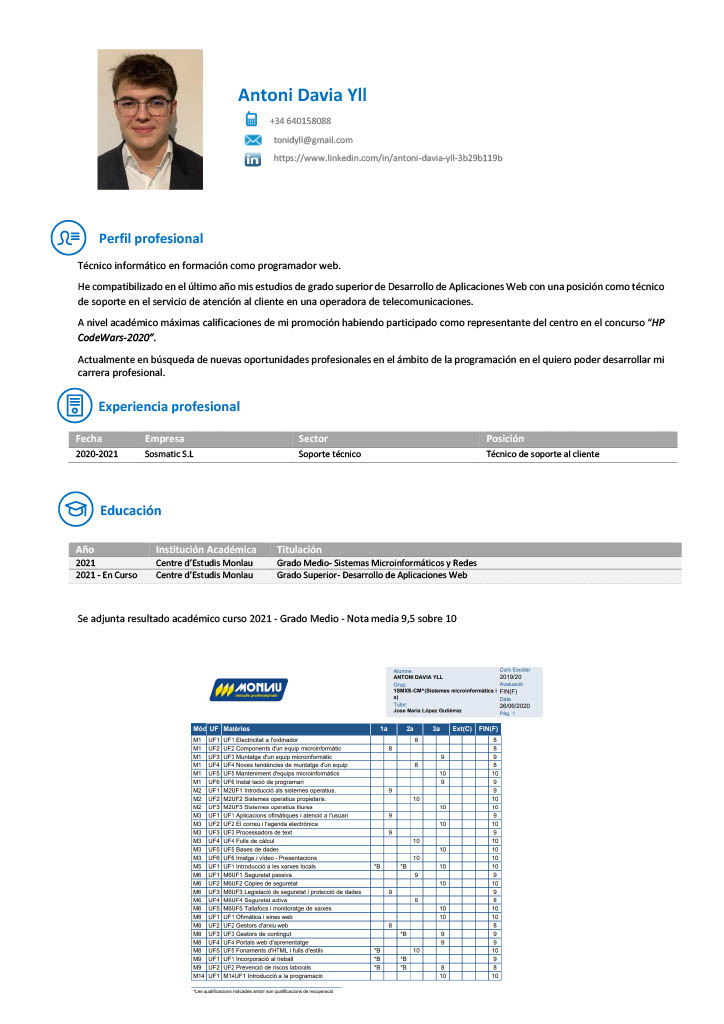 Antoni Davia Yll
+34 640158088
tonidyll@gmail.com
https://www.linkedin.com/in/antoni-davia-yll-3b29b119b
Perfil profesional
Técnico informático en formación como programador web.
He compatibilizado en el último año mis estudios de grado superior de Desarrollo de Aplicaciones Web con una posición como técnico
de soporte en el servicio de atención al cliente en una operadora de telecomunicaciones.
A nivel académico máximas calificaciones de mi promoción habiendo participado como representante del centro en el concurso “HP
CodeWars-2020”.
Actualmente en búsqueda de nuevas oportunidades profesionales en el ámbito de la programación en el quiero poder desarrollar mi
carrera profesional.
Experiencia profesional
Fecha Empresa Sector Posición
2020-2021 Sosmatic S.L Soporte técnico Técnico de soporte al cliente
Educación
Año Institución Académica Titulación
2021 Centre d’Estudis Monlau Grado Medio- Sistemas Microinformáticos y Redes
2021 - En Curso Centre d’Estudis Monlau Grado Superior- Desarrollo de Aplicaciones Web
Se adjunta resultado académico curso 2021 - Grado Medio - Nota media 9,5 sobre 10
MONLAU
estudis professionals
Alumne:
ANTONI DAVIA YLL
Grup:
1SMXB-CM*(Sistemes microinformàtics i
x)
Tutor:
Jose Maria López Gutiérrez
Curs Escolar
2019/20
Avaluació
FIN(F)
Data
26/06/2020
Pàg. 1
Mòd UF Matèries 1a 2a 3a Ext(C) FIN(F)
M1 UF1 UF1 Electricitat a l'ordinador 8 8
M1 UF2 UF2 Components d'un equip microinformàtic 8 8
M1 UF3 UF3 Muntatge d'un equip microinformàtic 9 9
M1 UF4 UF4 Noves tendències de muntatge d'un equip 8 8
M1 UF5 UF5 Manteniment d'equips microinformàtics 10 10
M1 UF6 UF6 Instal·lació de programari 9 9
M2 UF1 M2UF1 Introducció als sistemes operatius. 9 9
M2 UF2 M2UF2 Sistemes operatius propietaris. 10 10
M2 UF3 M2UF3 Sistemes operatius lliures 10 10
M3 UF1 UF1 Aplicacions ofimàtiques i atenció a l'usuari 9 9
M3 UF2 UF2 El correu i l'agenda electrònica 10 10
M3 UF3 UF3 Processadors de text 9 9
M3 UF4 UF4 Fulls de càlcul 10 10
M3 UF5 UF5 Bases de dades 10 10
M3 UF6 UF6 Imatge i vídeo - Presentacions 10 10
M5 UF1 UF1 Introducció a les xarxes locals *B *B 10 10
M6 UF1 M6UF1 Seguretat passiva 9 9
M6 UF2 M6UF2 Còpies de seguretat 10 10
M6 UF3 M6UF3 Legislació de seguretat i protecció de dades 9 9
M6 UF4 M6UF4 Seguretat activa 8 8
M6 UF5 M6UF5 Tallafocs i monitoratge de xarxes 10 10
M8 UF1 UF1 Ofimàtica i eines web 10 10
M8 UF2 UF2 Gestors d'arxiu web 8 8
M8 UF3 UF3 Gestors de contingut *B 9 9
M8 UF4 UF4 Portals web d'aprenentatge 9 9
M8 UF5 UF5 Fonaments d'HTML i fulls d'estils *B 10 10
M9 UF1 UF1 Incorporació al treball *B *B 9
M9 UF2 UF2 Prevenció de riscos laborals *B *B 8 8
M14 UF1 M14UF1 Introducció a la programació 10 10
*Les qualificacions indicades amb/r son qualificacions de recuperació.